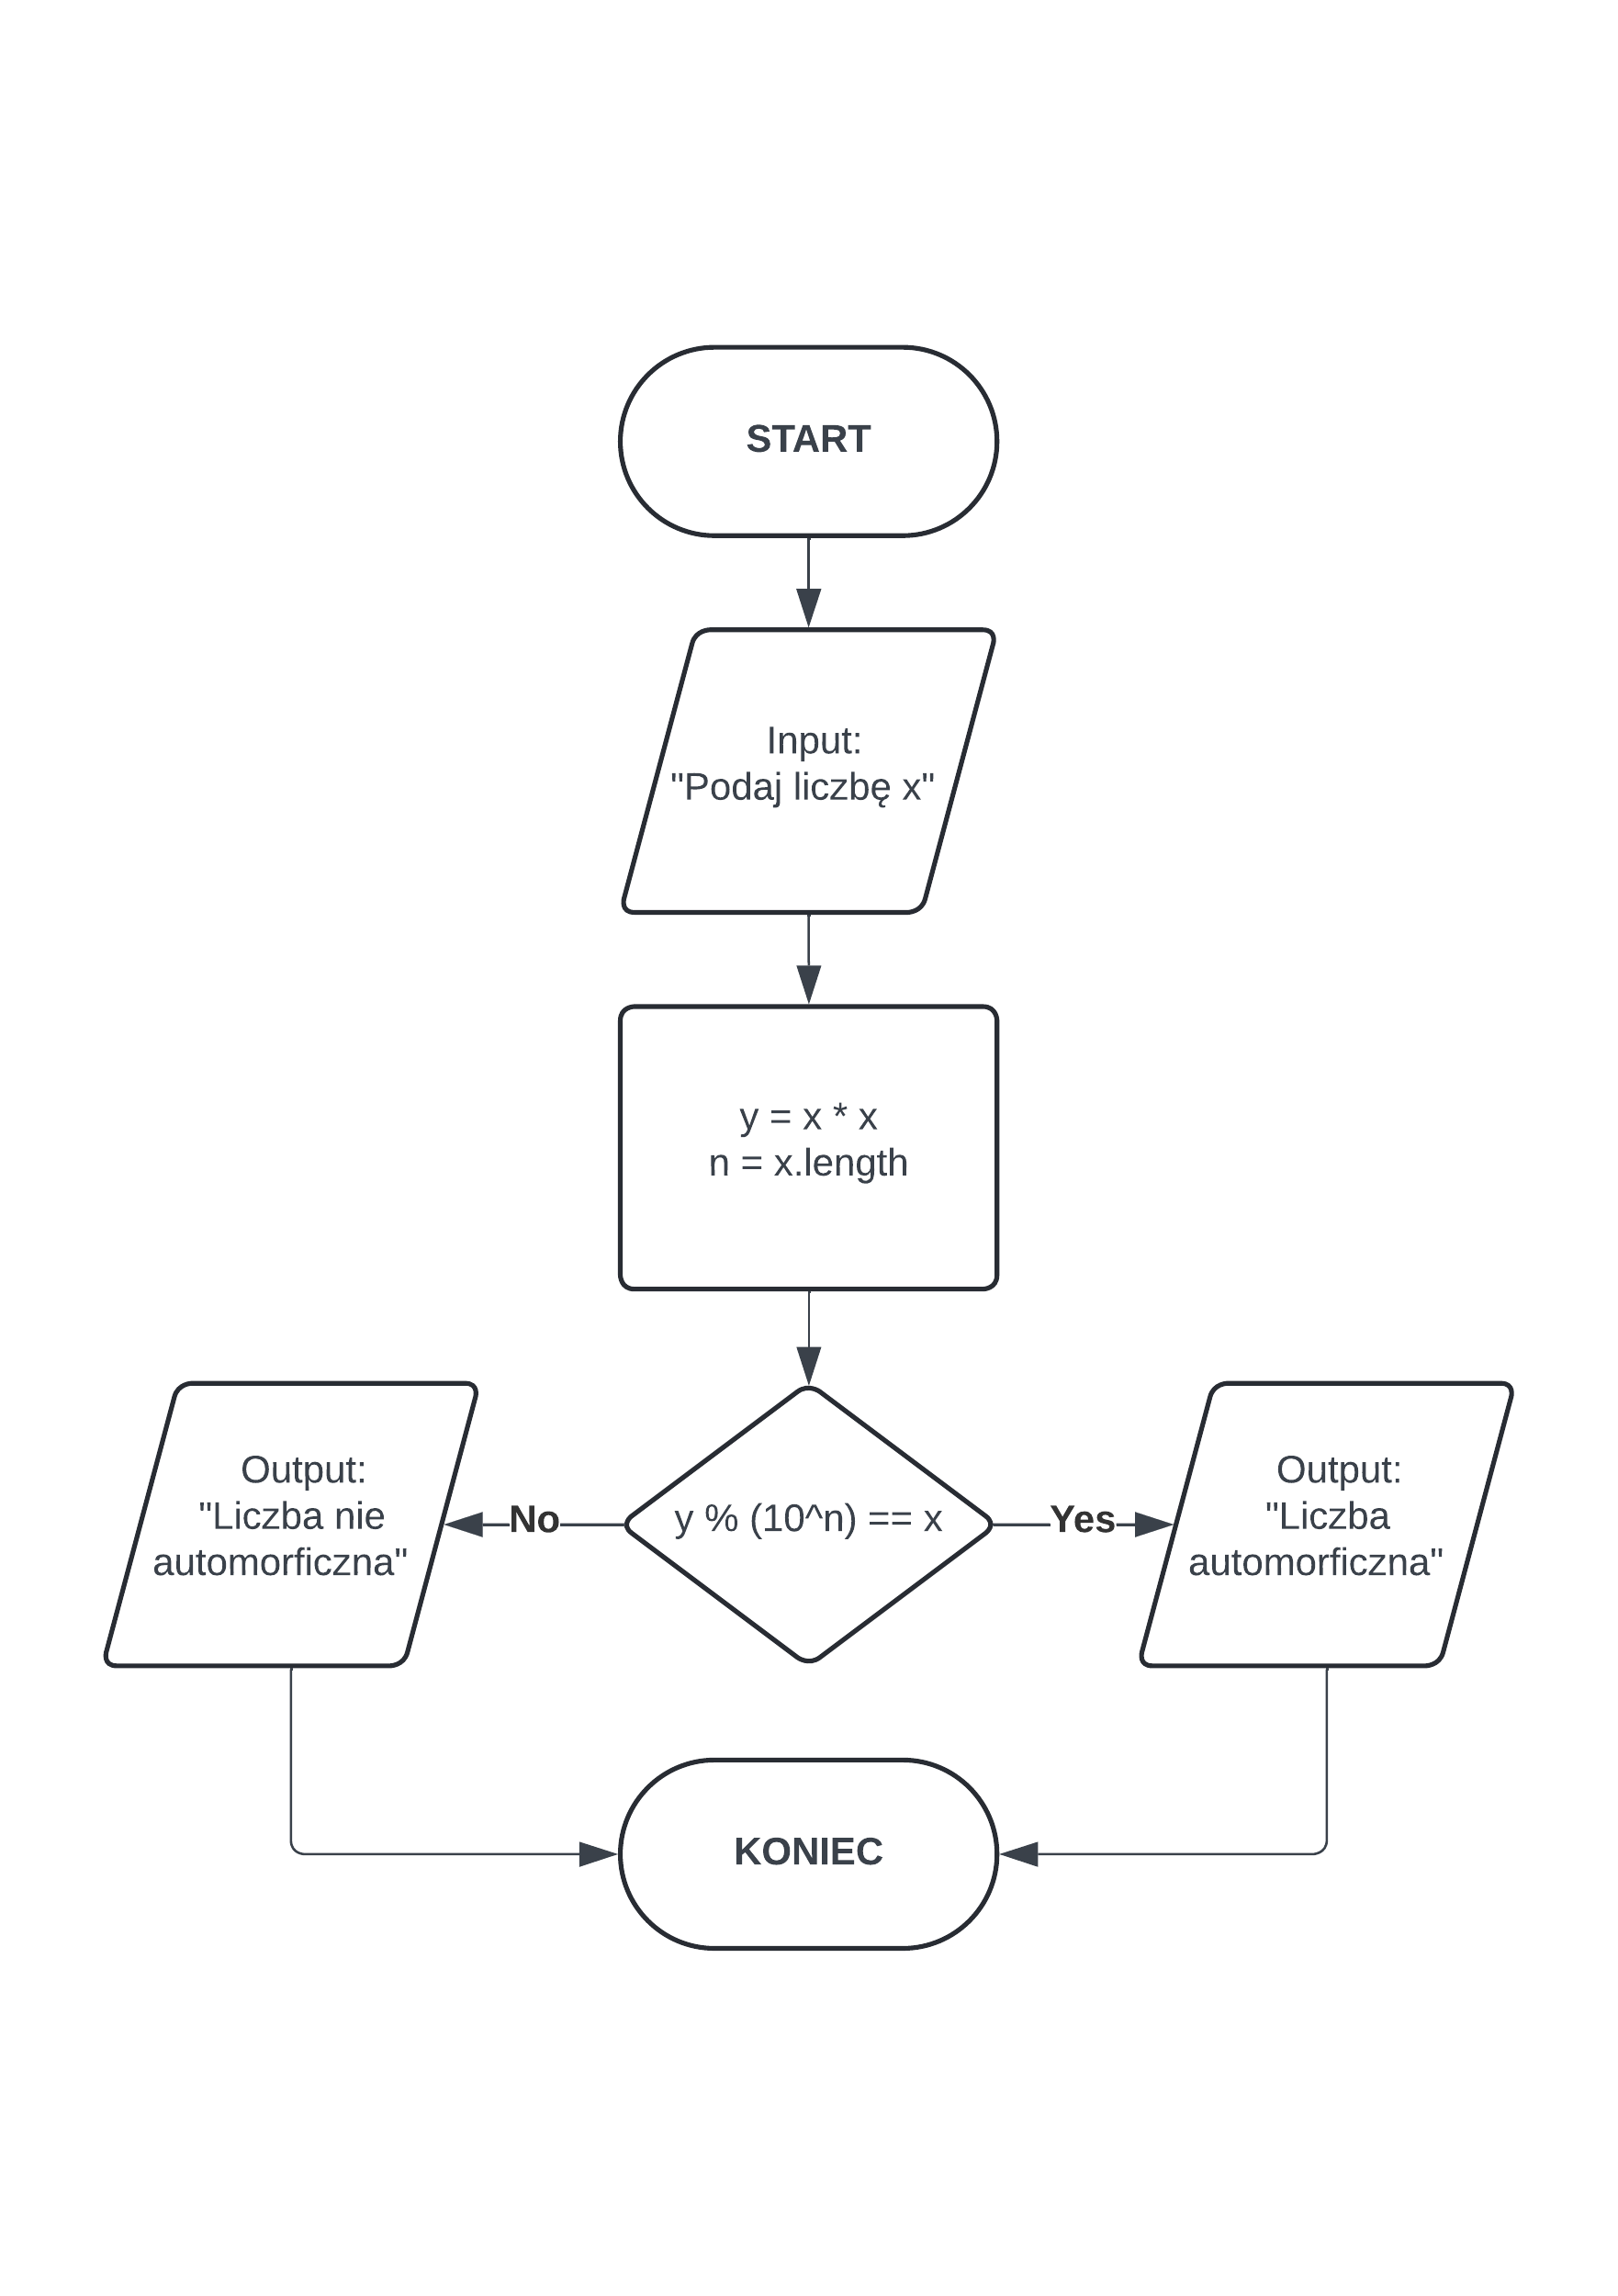 START
Input:
"Podaj liczbę x"
y = x * x
n = x.length
Output:
"Liczba nie
automorficzna"
No
y % (10^n) == x
Yes
Output:
"Liczba
automorficzna"
KONIEC